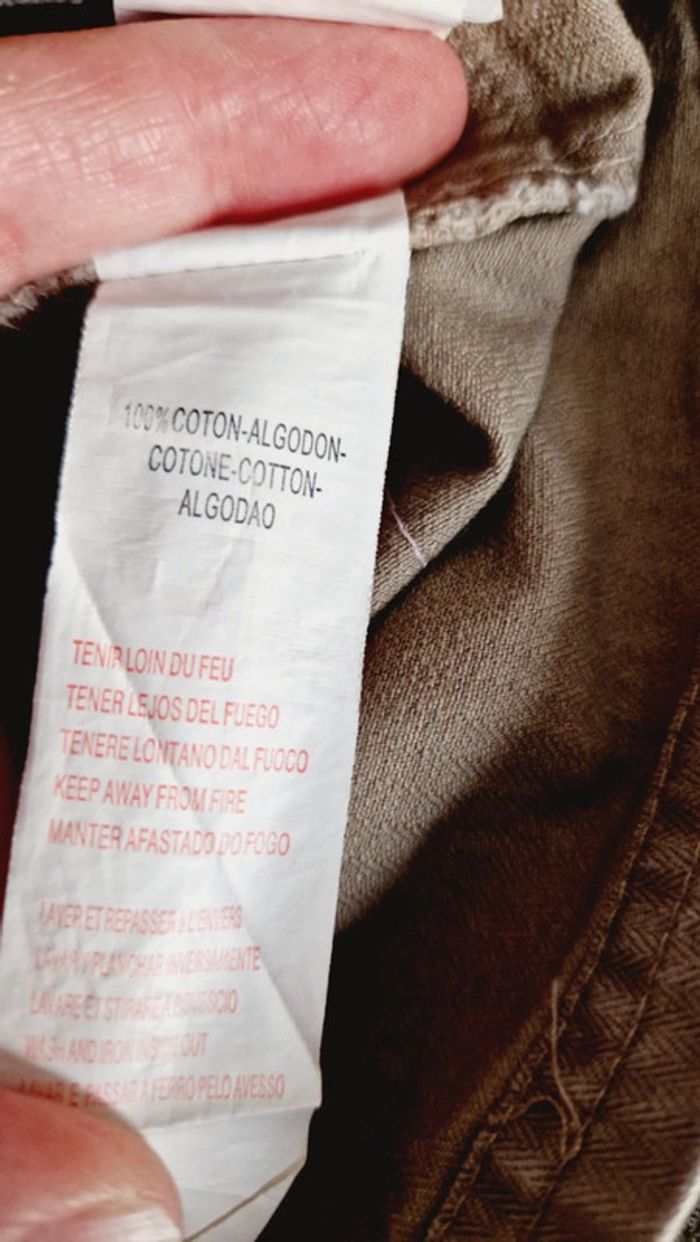 100% COTON-ALGODON-
COTONE-COTTON-
ALGODAO
TENIR LOIN DU FEU
TENER LEJOS DEL FUEGO
TENERE LONTANO DAL FUOCO
KEEP AWAY FROM FIRE
MANTER AFASTADO DO FOGO
LAVER ET REPASSER A L'ENVERS
LAVAR Y PLANCHAR INVERSAMENTE
LAVARE ET STIRARE A
WASH AND IRON INSIDE OUT
LAVAR E PASSAR A FERRO PELO AVESSO